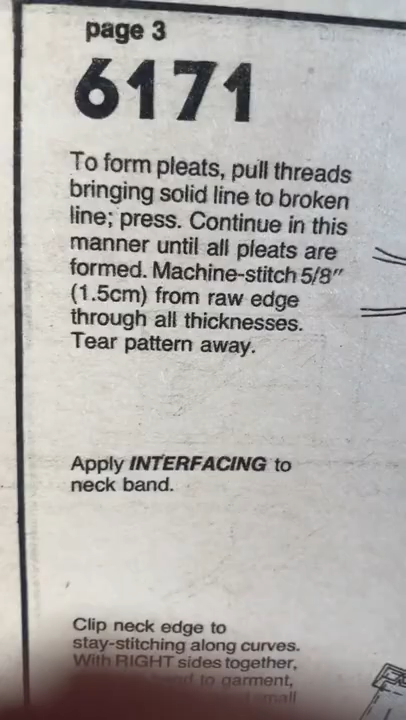 page 3
6171
To form pleats, pull threads
bringing solid line to broken
line; press. Continue in this
manner until all pleats are
formed. Machine-stitch 5/8"
(1.5cm) from raw edge
through all thicknesses.
Tear pattern away.
Apply INTERFACING to
neck band.
Clip neck edge to
stay-stitching along curves.
With RIGHT sides together,
to garment,
small